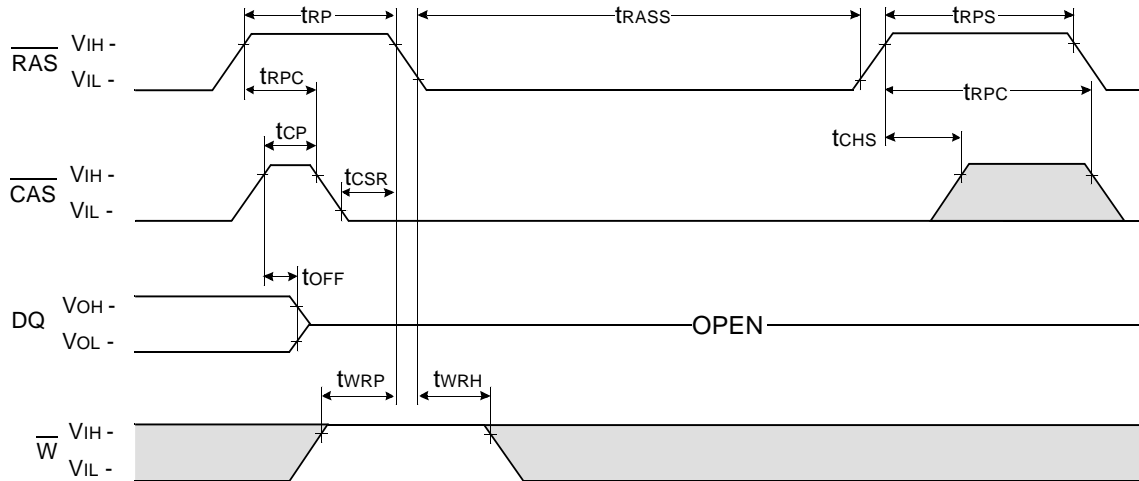 tRP
tRASS
tRPS
RAS
VIH -
VIL -
tRPC
tRPC
tCP
tCHS
CAS
VIH -
VIL -
tCSR
tOFF
DQ
VOH -
VOL -
OPEN
tWRP
tWRH
W
VIH -
VIL -